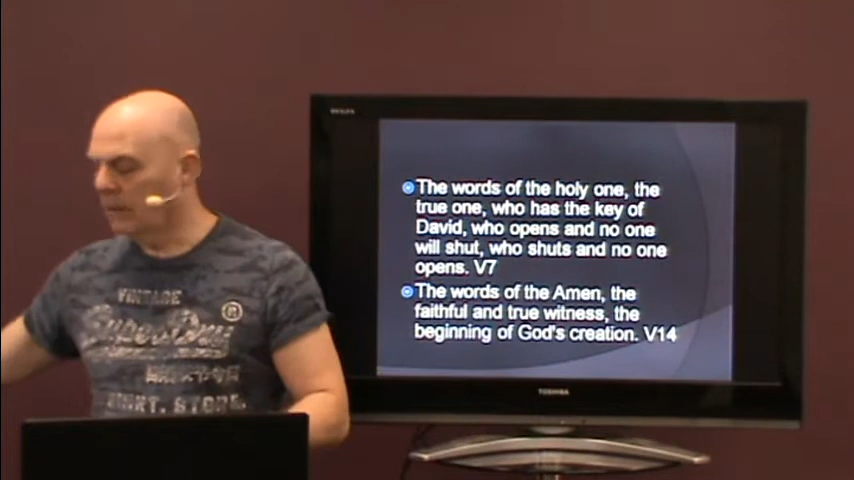 The words of the holy one, the
true one, who has the key of
David, who opens and no one
will shut, who shuts and no one
opens. V7
The words of the Amen, the
faithful and true witness, the
beginning of God's creation. V14
TOSHIBA
VINTAGE
Superdry